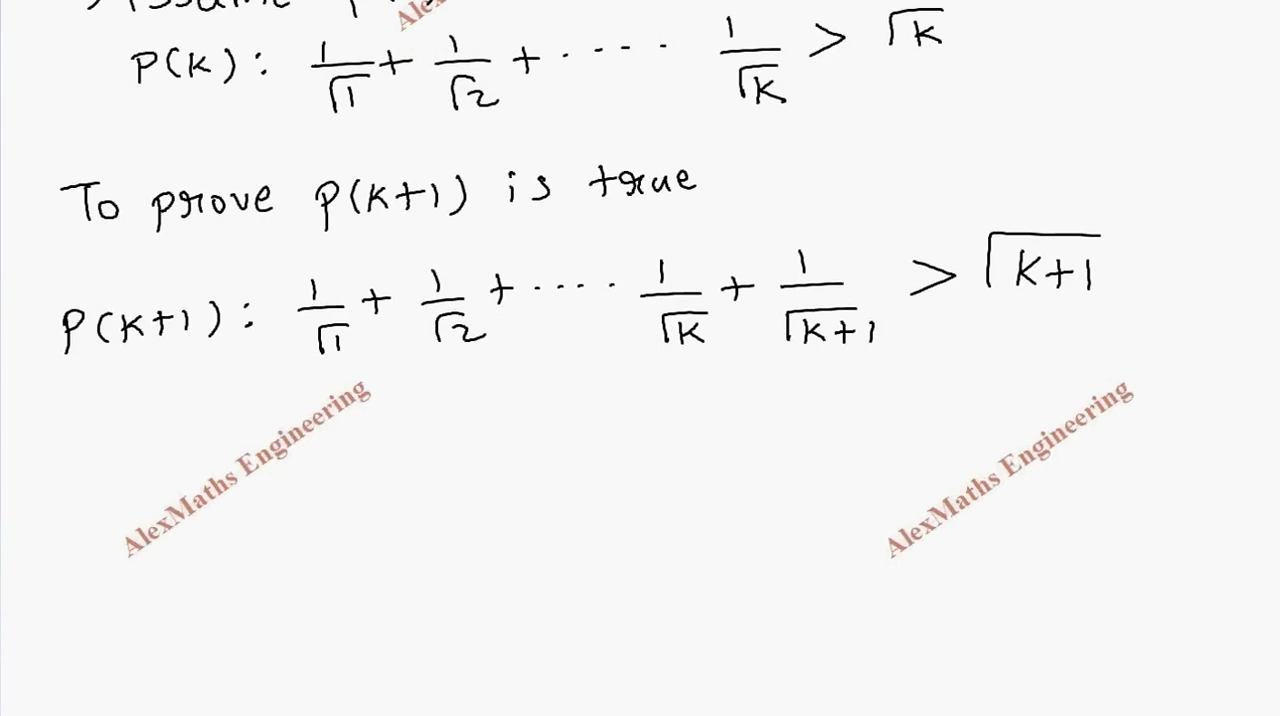 Assume
P(k): 1/√1 + 1/√2 + ..... 1/√k > √k
To prove P(k+1) is true
P(k+1): 1/√1 + 1/√2 + ..... 1/√k + 1/√k+1 > √k+1
AlexMaths Engineering
AlexMaths Engineering